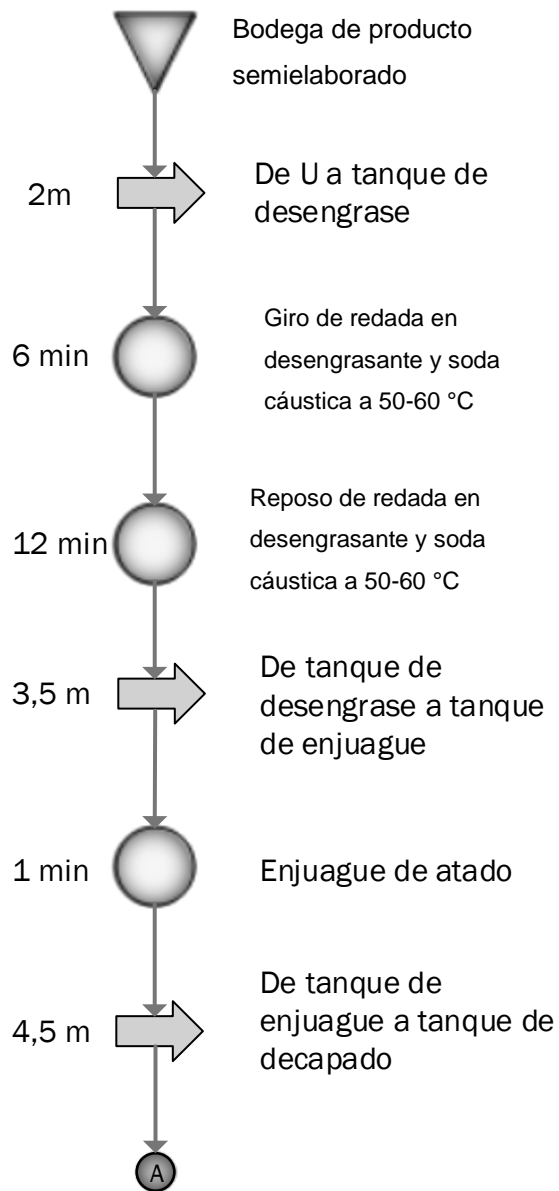 Bodega de producto
semielaborado
2m
De U a tanque de
desengrase
6 min
Giro de redada en
desengrasante y soda
cáustica a 50-60 °C
12 min
Reposo de redada en
desengrasante y soda
cáustica a 50-60 °C
3,5 m
De tanque de
desengrase a tanque
de enjuague
1 min
Enjuague de atado
4,5 m
De tanque de
enjuague a tanque de
decapado
A